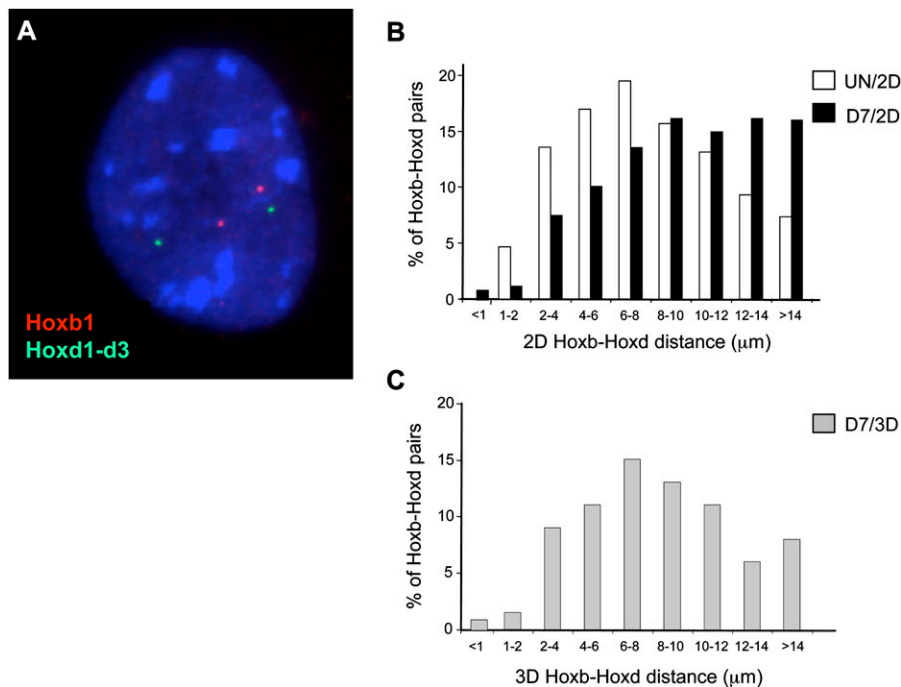 A
Hoxb1
Hoxd1-d3
B
% of Hoxb-Hoxd pairs
20
15
10
5
0
<1 1-2 2-4 4-6 6-8 8-10 10-12 12-14 >14
2D Hoxb-Hoxd distance (μm)
UN/2D
D7/2D
C
% of Hoxb-Hoxd pairs
20
15
10
5
0
<1 1-2 2-4 4-6 6-8 8-10 10-12 12-14 >14
3D Hoxb-Hoxd distance (μm)
D7/3D